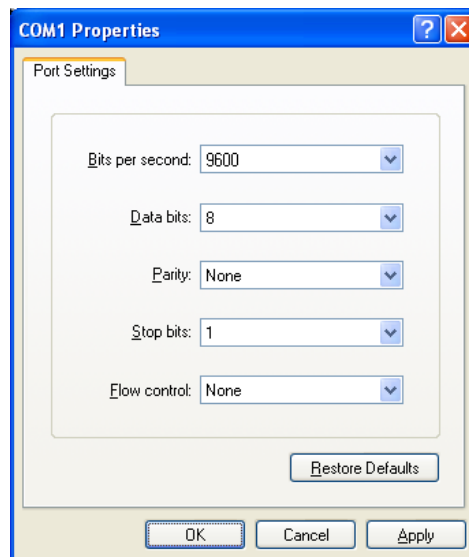 COM1 Properties
Port Settings
Bits per second: 9600
Data bits: 8
Parity: None
Stop bits: 1
Flow control: None
Restore Defaults
OK Cancel Apply